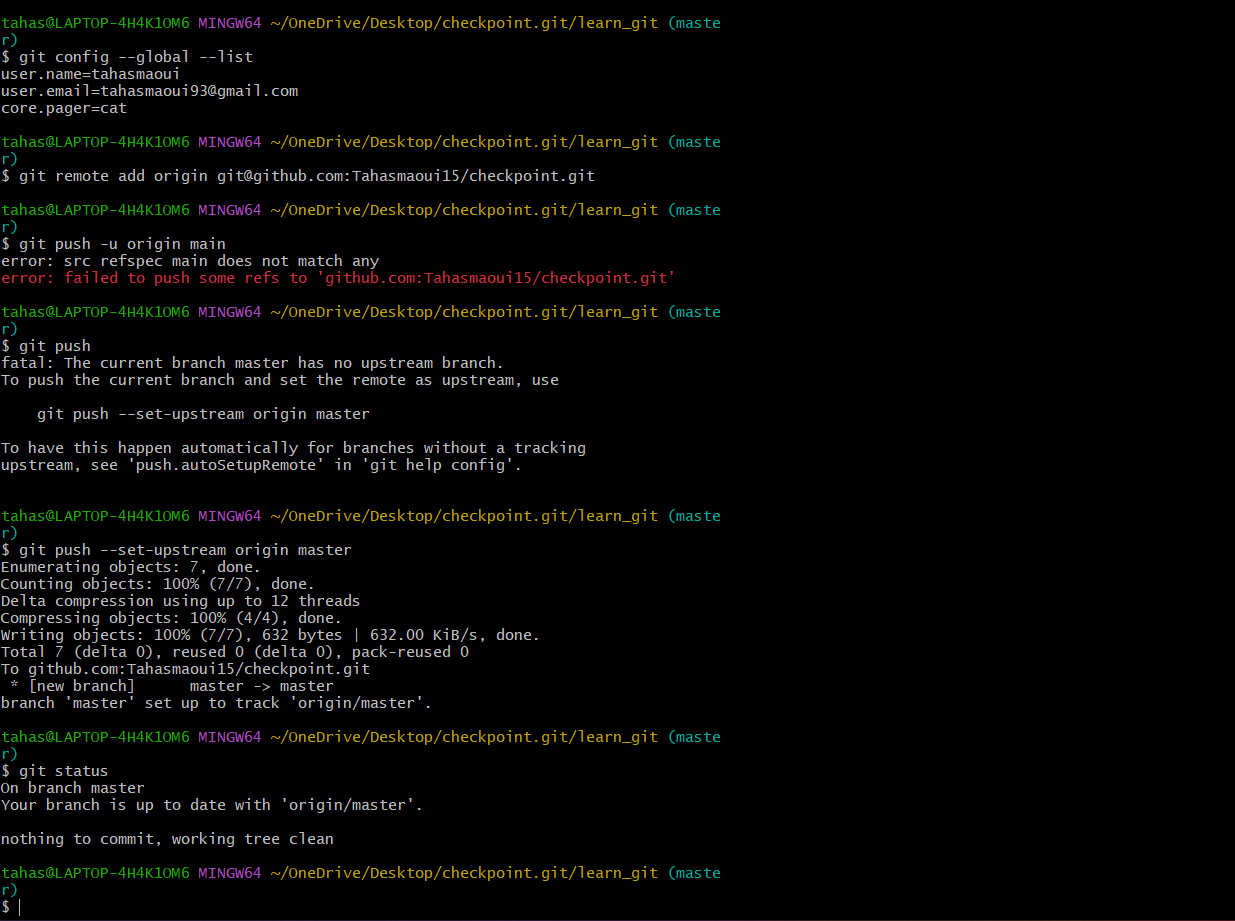 tahas@LAPTOP-4H4K1OM6 MINGW64 ~/OneDrive/Desktop/checkpoint.git/learn_git (maste
r)
$ git config --global --list
user.name=tahasmaoui
user.email=tahasmaoui93@gmail.com
core.pager=cat

tahas@LAPTOP-4H4K1OM6 MINGW64 ~/OneDrive/Desktop/checkpoint.git/learn_git (maste
r)
$ git remote add origin git@github.com:Tahasmaoui15/checkpoint.git

tahas@LAPTOP-4H4K1OM6 MINGW64 ~/OneDrive/Desktop/checkpoint.git/learn_git (maste
r)
$ git push -u origin main
error: src refspec main does not match any
error: failed to push some refs to 'github.com:Tahasmaoui15/checkpoint.git'

tahas@LAPTOP-4H4K1OM6 MINGW64 ~/OneDrive/Desktop/checkpoint.git/learn_git (maste
r)
$ git push
fatal: The current branch master has no upstream branch.
To push the current branch and set the remote as upstream, use

    git push --set-upstream origin master

To have this happen automatically for branches without a tracking
upstream, see 'push.autoSetupRemote' in 'git help config'.


tahas@LAPTOP-4H4K1OM6 MINGW64 ~/OneDrive/Desktop/checkpoint.git/learn_git (maste
r)
$ git push --set-upstream origin master
Enumerating objects: 7, done.
Counting objects: 100% (7/7), done.
Delta compression using up to 12 threads
Compressing objects: 100% (4/4), done.
Writing objects: 100% (7/7), 632 bytes | 632.00 KiB/s, done.
Total 7 (delta 0), reused 0 (delta 0), pack-reused 0
To github.com:Tahasmaoui15/checkpoint.git
 * [new branch]      master -> master
branch 'master' set up to track 'origin/master'.

tahas@LAPTOP-4H4K1OM6 MINGW64 ~/OneDrive/Desktop/checkpoint.git/learn_git (maste
r)
$ git status
On branch master
Your branch is up to date with 'origin/master'.

nothing to commit, working tree clean

tahas@LAPTOP-4H4K1OM6 MINGW64 ~/OneDrive/Desktop/checkpoint.git/learn_git (maste
r)
$